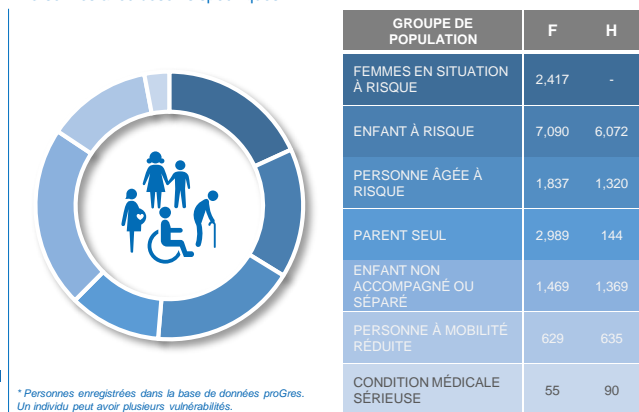 GROUPE DE
POPULATION
F
H
FEMMES EN SITUATION
À RISQUE
2,417
-
ENFANT À RISQUE
7,090
6,072
PERSONNE ÂGÉE À
RISQUE
1,837
1,320
PARENT SEUL
2,989
144
ENFANT NON
ACCOMPAGNÉ OU
SÉPARÉ
1,469
1,369
PERSONNE À MOBILITÉ
RÉDUITE
629
635
CONDITION MÉDICALE
SÉRIEUSE
55
90
* Personnes enregistrées dans la base de données proGres.
Un individu peut avoir plusieurs vulnérabilités.